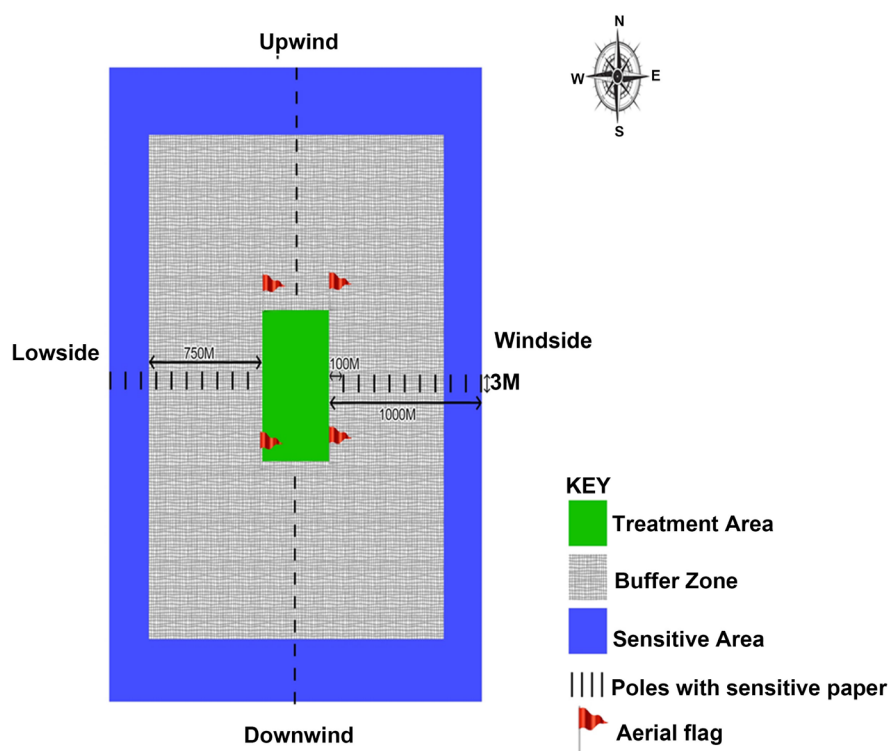 Upwind
N
W
E
S
Lowside
750M
Windside
100M
3M
1000M
Downwind
KEY
Treatment Area
Buffer Zone
Sensitive Area
Poles with sensitive paper
Aerial flag